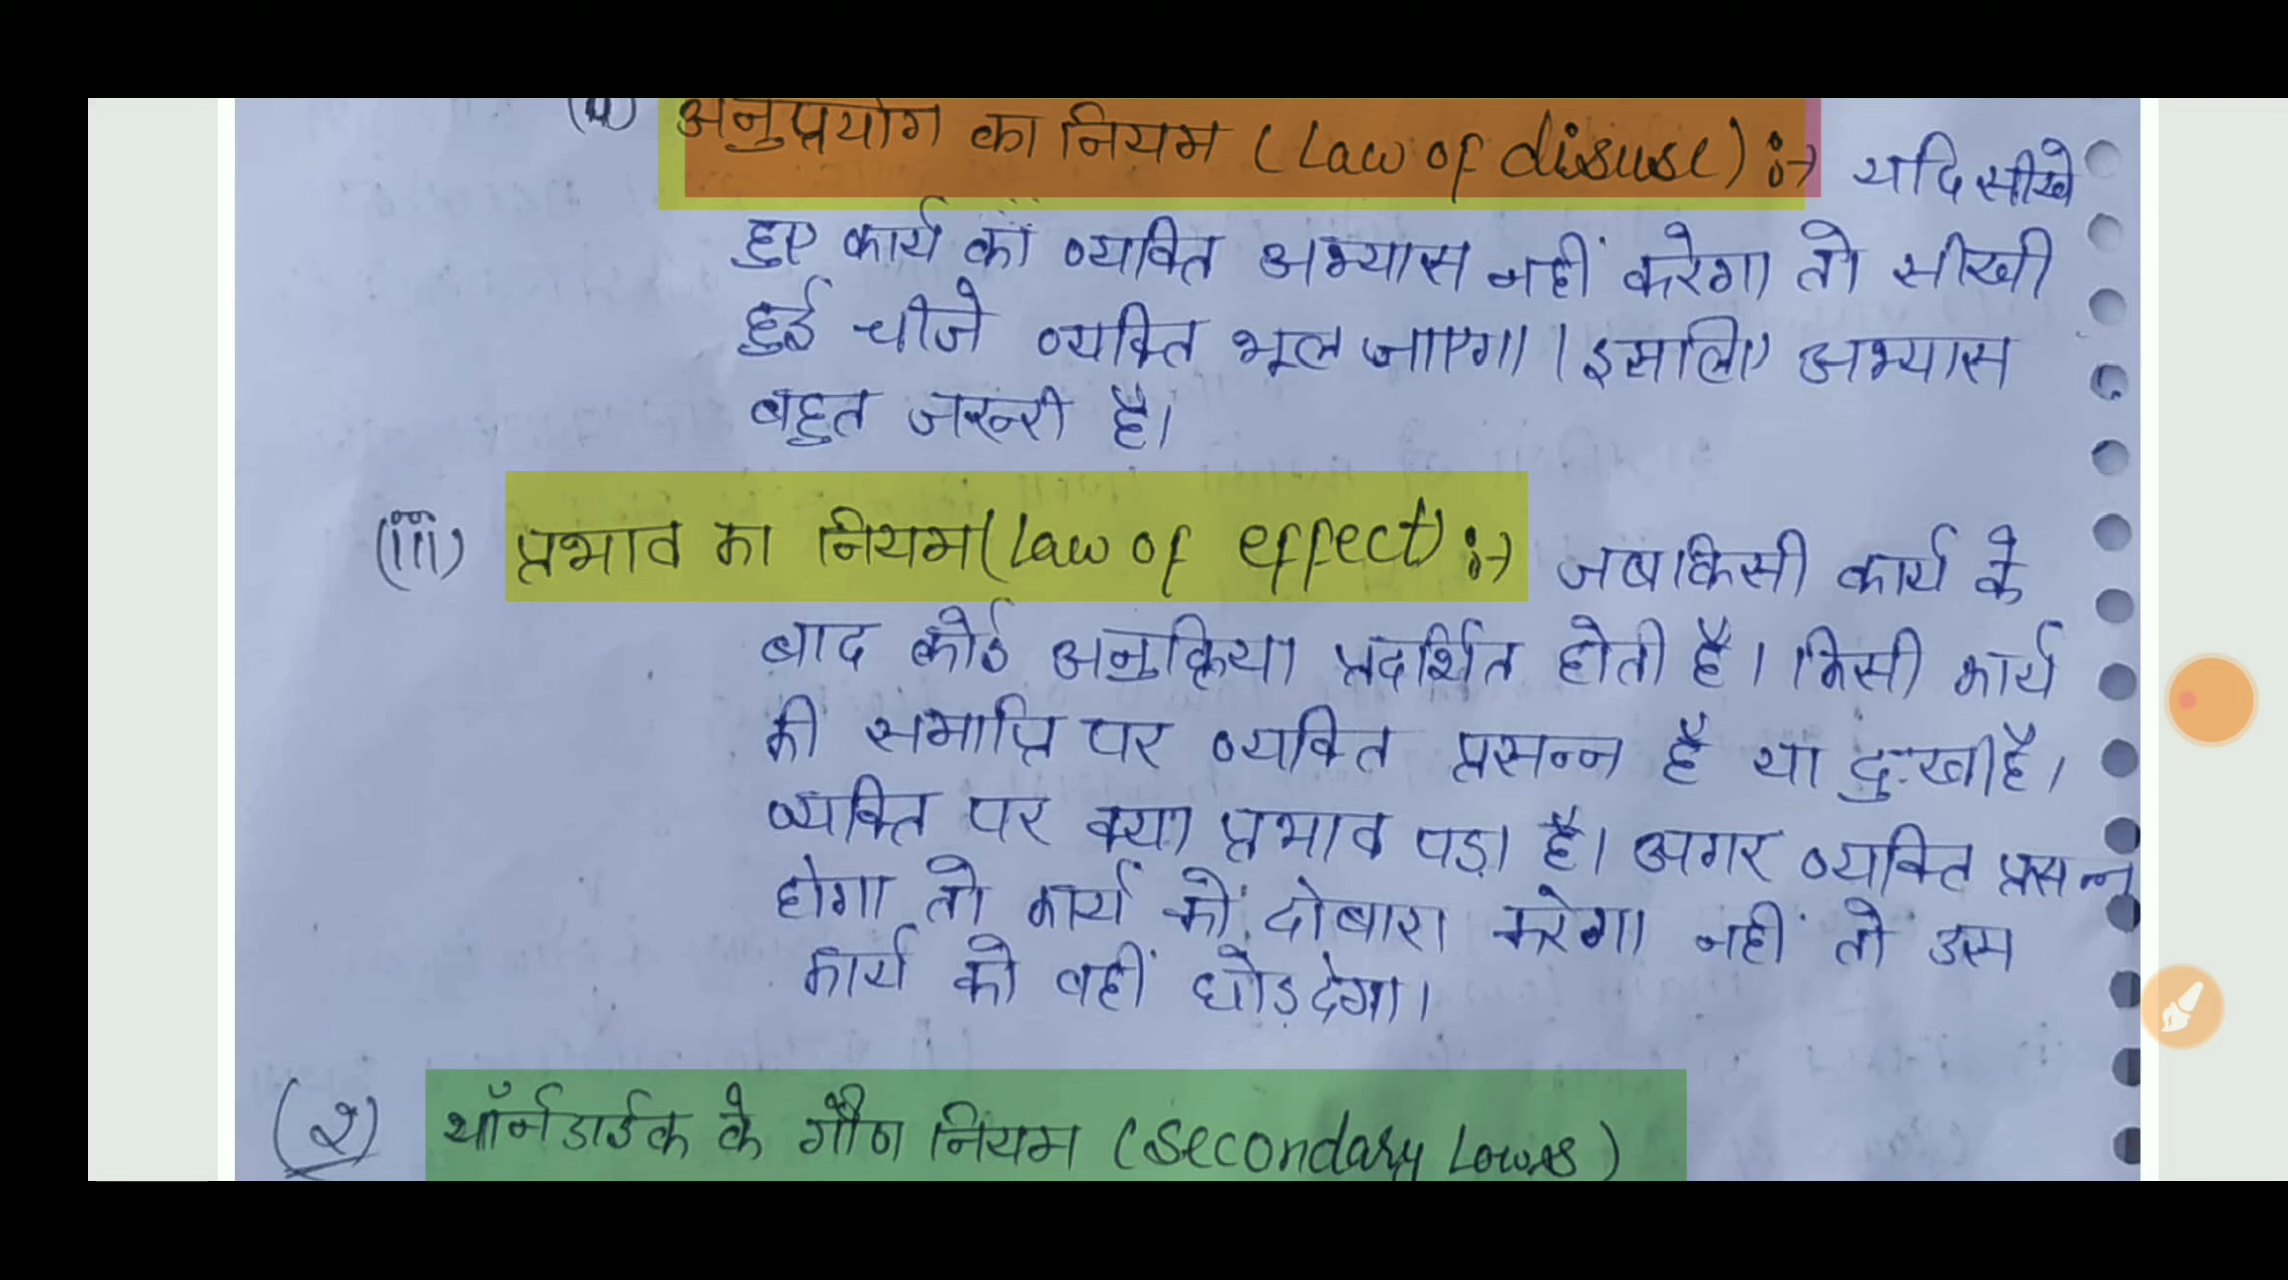 (ii) अनुप्रयोग का नियम (Law of disuse) :→ यदि सीखे
हुए कार्य को व्यक्ति अभ्यास नहीं करेगा तो सीखी
हुई चीजे व्यक्ति भूल जाएगा। इसलिए अभ्यास
बहुत जरूरी है।
(iii) प्रभाव का नियम (Law of effect) :→ जब किसी कार्य के
बाद कोई अनुक्रिया प्रदर्शित होती है। किसी कार्य
की समाप्ति पर व्यक्ति प्रसन्न है या दुःखी है।
व्यक्ति पर क्या प्रभाव पड़ा है। अगर व्यक्ति प्रसन्न
होगा तो कार्य को दोबारा करेगा नहीं तो उस
कार्य को वहीं छोड़ देगा।
(२) थॉर्नडाईक के गौण नियम (Secondary Lowes)